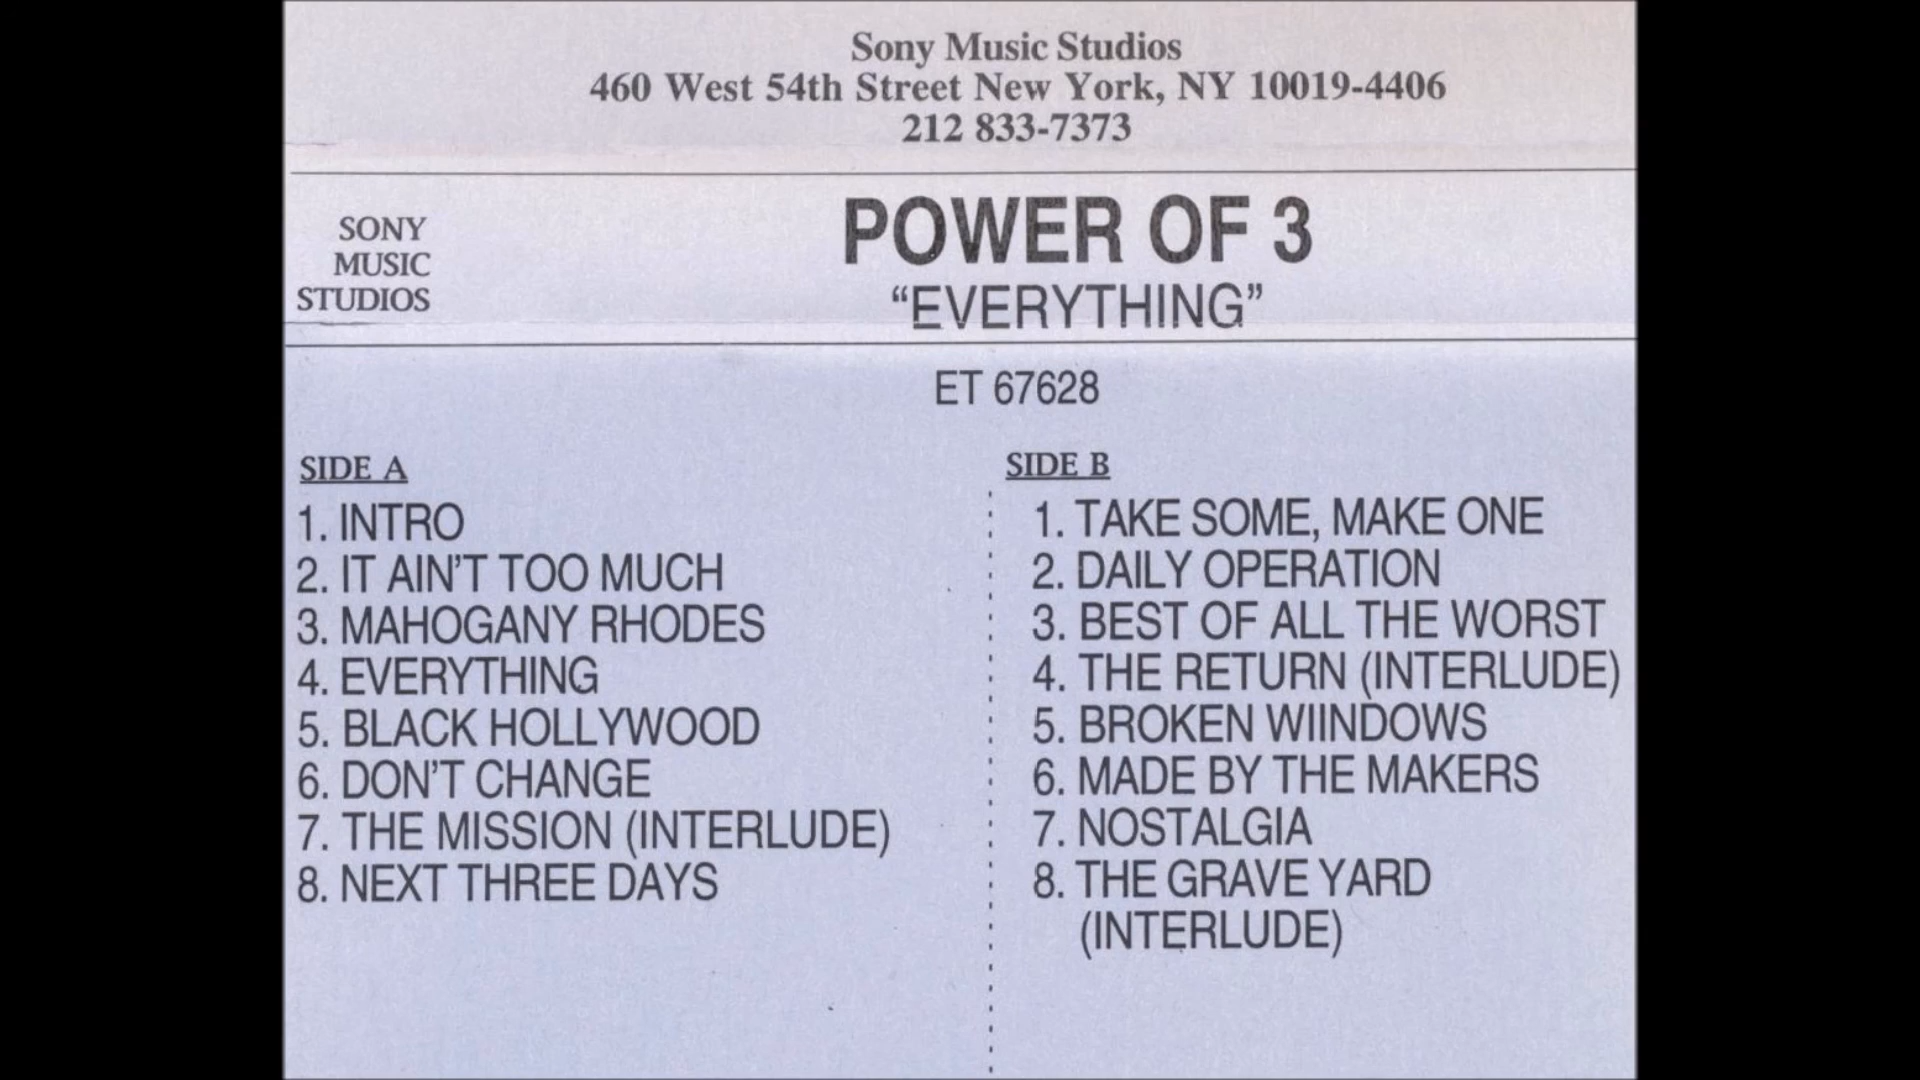 Sony Music Studios
460 West 54th Street New York, NY 10019-4406
212 833-7373
SONY
MUSIC
STUDIOS
POWER OF 3
“EVERYTHING”
ET 67628
SIDE A
1. INTRO
2. IT AIN'T TOO MUCH
3. MAHOGANY RHODES
4. EVERYTHING
5. BLACK HOLLYWOOD
6. DON'T CHANGE
7. THE MISSION (INTERLUDE)
8. NEXT THREE DAYS
SIDE B
1. TAKE SOME, MAKE ONE
2. DAILY OPERATION
3. BEST OF ALL THE WORST
4. THE RETURN (INTERLUDE)
5. BROKEN WIINDOWS
6. MADE BY THE MAKERS
7. NOSTALGIA
8. THE GRAVE YARD
(INTERLUDE)